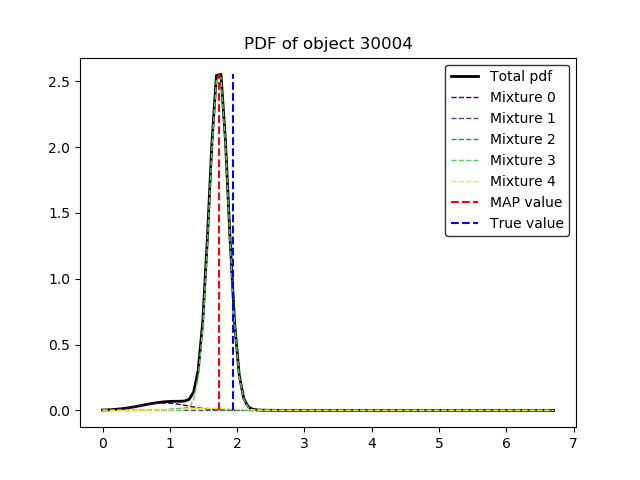 PDF of object 30004
Total pdf
Mixture 0
Mixture 1
Mixture 2
Mixture 3
Mixture 4
MAP value
True value
2.5
2.0
1.5
1.0
0.5
0.0
0 1 2 3 4 5 6 7